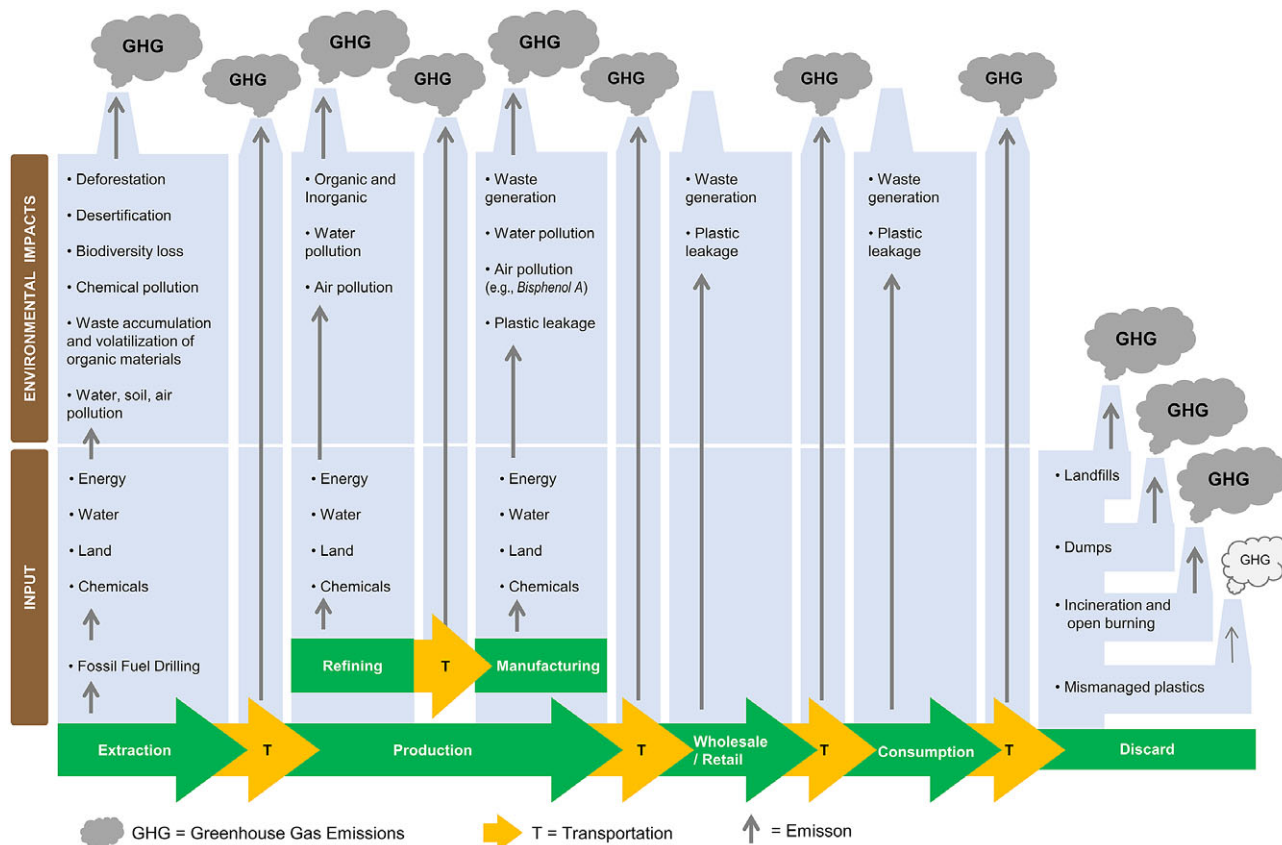 GHG
GHG
GHG
GHG
GHG
GHG
GHG
GHG
ENVIRONMENTAL IMPACTS
• Deforestation
• Desertification
• Biodiversity loss
• Chemical pollution
• Waste accumulation
and volatilization of
organic materials
• Water, soil, air
pollution
• Organic and
Inorganic
• Water
pollution
• Air pollution
• Waste
generation
• Water pollution
• Air pollution
(e.g., Bisphenol A)
• Plastic leakage
• Waste
generation
• Plastic
leakage
• Waste
generation
• Plastic
leakage
INPUT
• Energy
• Water
• Land
• Chemicals
• Fossil Fuel Drilling
• Energy
• Water
• Land
• Chemicals
• Energy
• Water
• Land
• Chemicals
Refining
T
Manufacturing
GHG
GHG
GHG
GHG
• Landfills
• Dumps
• Incineration and
open burning
• Mismanaged plastics
Extraction
T
Production
T
Wholesale
/ Retail
T
Consumption
T
Discard
GHG = Greenhouse Gas Emissions
T = Transportation
= Emisson